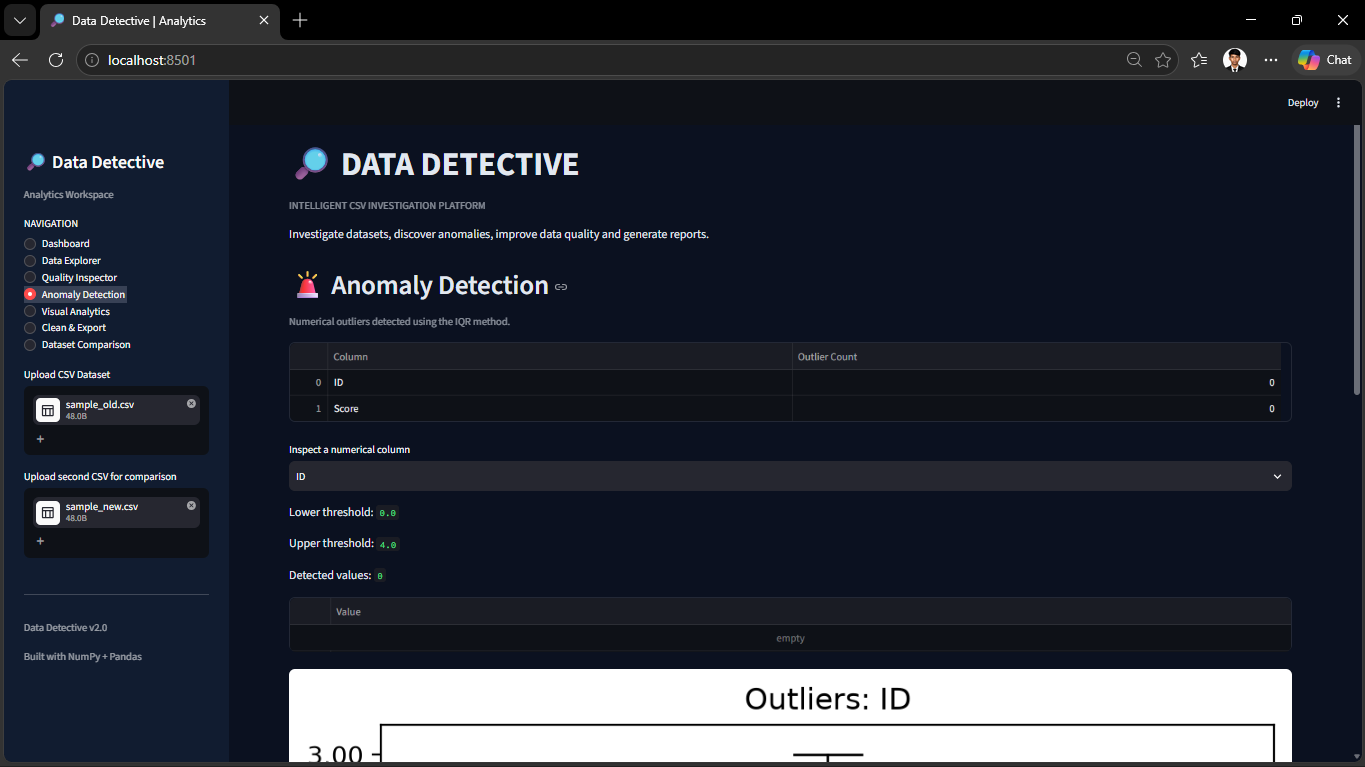 Data Detective | Analytics
localhost:8501
Chat
Deploy
Data Detective
Analytics Workspace
NAVIGATION
Dashboard
Data Explorer
Quality Inspector
Anomaly Detection
Visual Analytics
Clean & Export
Dataset Comparison
Upload CSV Dataset
sample_old.csv
48.0B
Upload second CSV for comparison
sample_new.csv
48.0B
Data Detective v2.0
Built with NumPy + Pandas
DATA DETECTIVE
INTELLIGENT CSV INVESTIGATION PLATFORM
Investigate datasets, discover anomalies, improve data quality and generate reports.
Anomaly Detection
Numerical outliers detected using the IQR method.
Column Outlier Count
0 ID 0
1 Score 0
Inspect a numerical column
ID
Lower threshold: 0.0
Upper threshold: 4.0
Detected values: 0
Value
empty
Outliers: ID
3.00